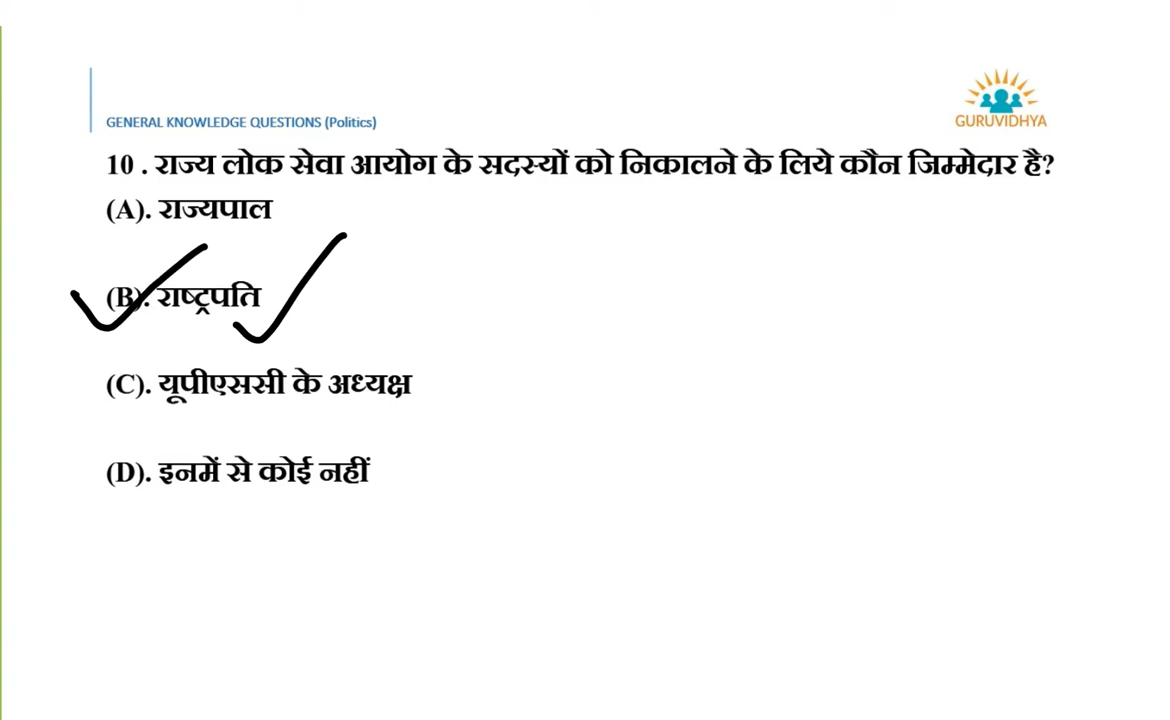 GENERAL KNOWLEDGE QUESTIONS (Politics)
GURUVIDHYA
10 . राज्य लोक सेवा आयोग के सदस्यों को निकालने के लिये कौन जिम्मेदार है?
(A). राज्यपाल
(B). राष्ट्रपति
(C). यूपीएससी के अध्यक्ष
(D). इनमें से कोई नहीं